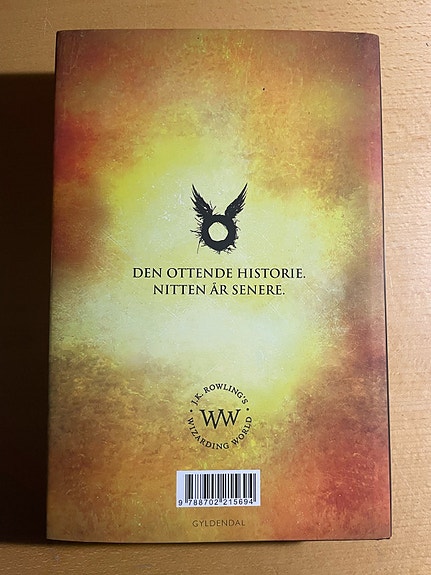 DEN OTTENDE HISTORIE.
NITTEN ÅR SENERE.
J.K. ROWLING'S
WW
WIZARDING WORLD
9 788702 215694
GYLDENDAL